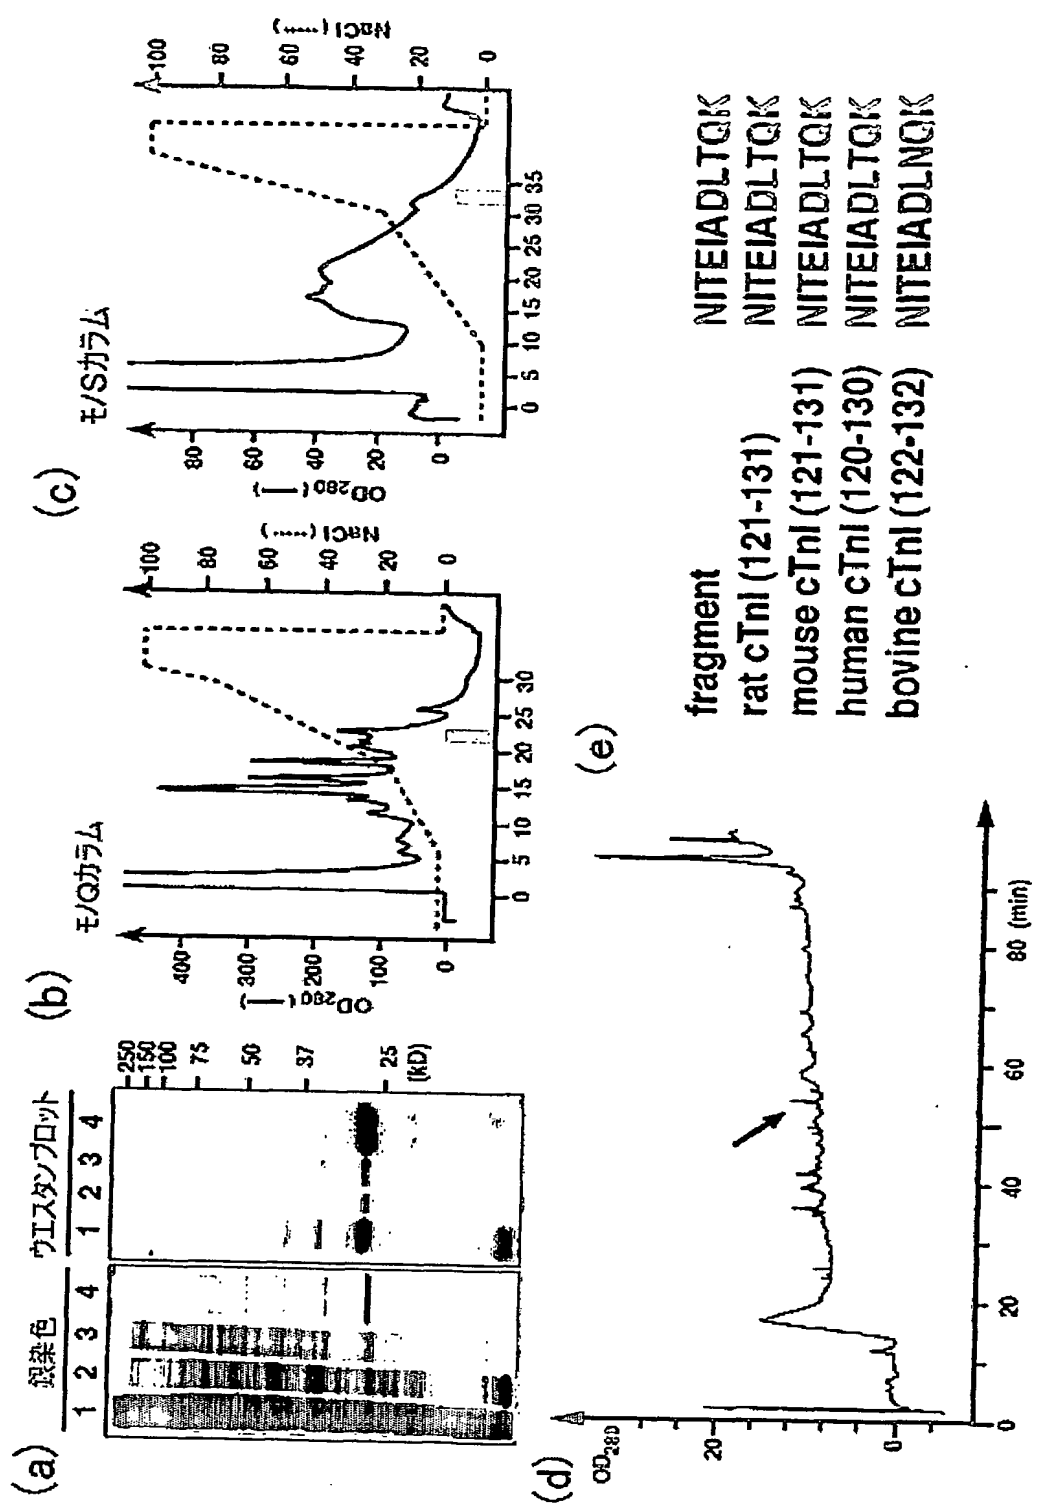 (a)
銀染色
ウエスタンブロット
1 2 3 4
1 2 3 4
250
150
100
75
50
37
25
(kD)
(b)
モノQカラム
OD280 (—)
400
300
200
100
0
NaCl (·····)
100
80
60
40
20
0
0 5 10 15 20 25 30
(c)
モノSカラム
OD280 (—)
80
60
40
20
0
NaCl (·····)
100
80
60
40
20
0
0 5 10 15 20 25 30 35
(d)
OD280
20
0
0 20 40 60 80 (min)
(e)
fragment NITEIADLTQK
rat cTnI (121-131) NITEIADLTQK
mouse cTnI (121-131) NITEIADLTQK
human cTnI (120-130) NITEIADLTQK
bovine cTnI (122-132) NITEIADLNQK